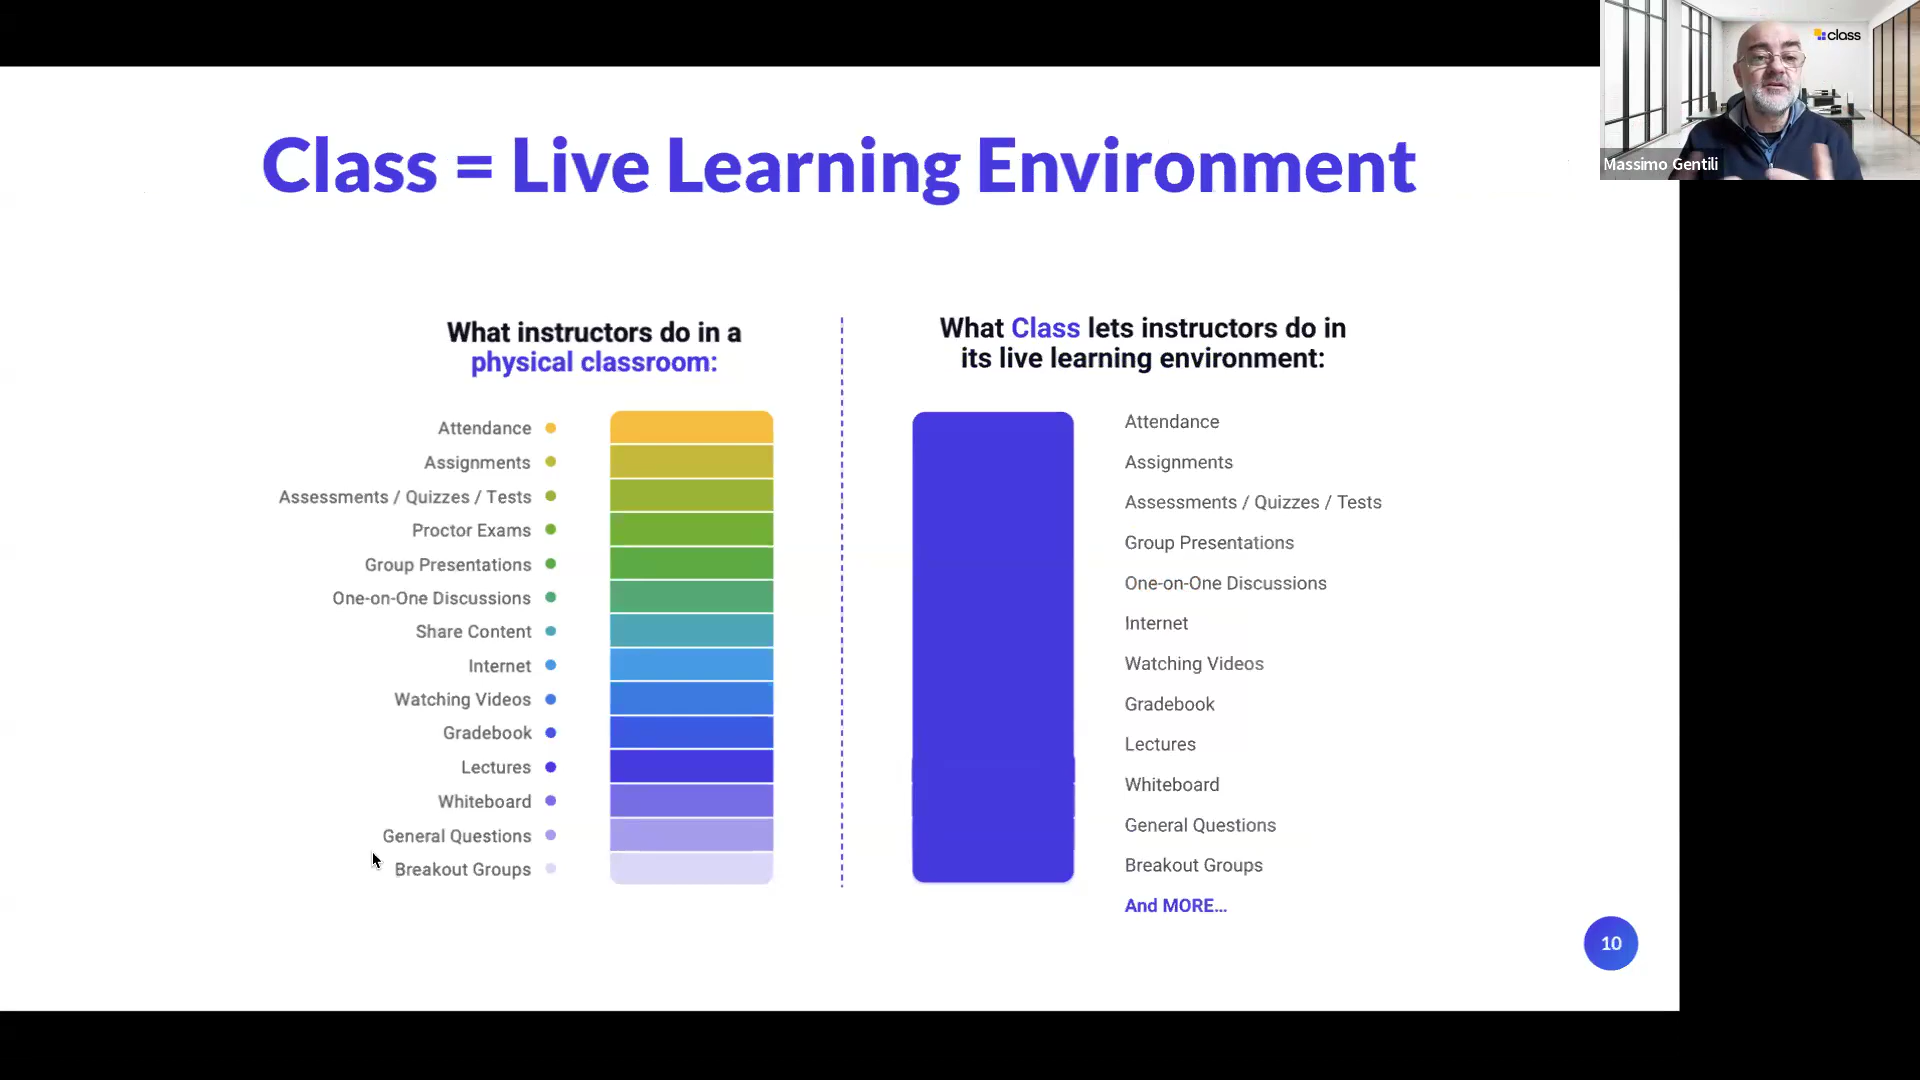 class
Massimo Gentili
Class = Live Learning Environment
What instructors do in a
physical classroom:
Attendance
Assignments
Assessments / Quizzes / Tests
Proctor Exams
Group Presentations
One-on-One Discussions
Share Content
Internet
Watching Videos
Gradebook
Lectures
Whiteboard
General Questions
Breakout Groups
What Class lets instructors do in
its live learning environment:
Attendance
Assignments
Assessments / Quizzes / Tests
Group Presentations
One-on-One Discussions
Internet
Watching Videos
Gradebook
Lectures
Whiteboard
General Questions
Breakout Groups
And MORE...
10